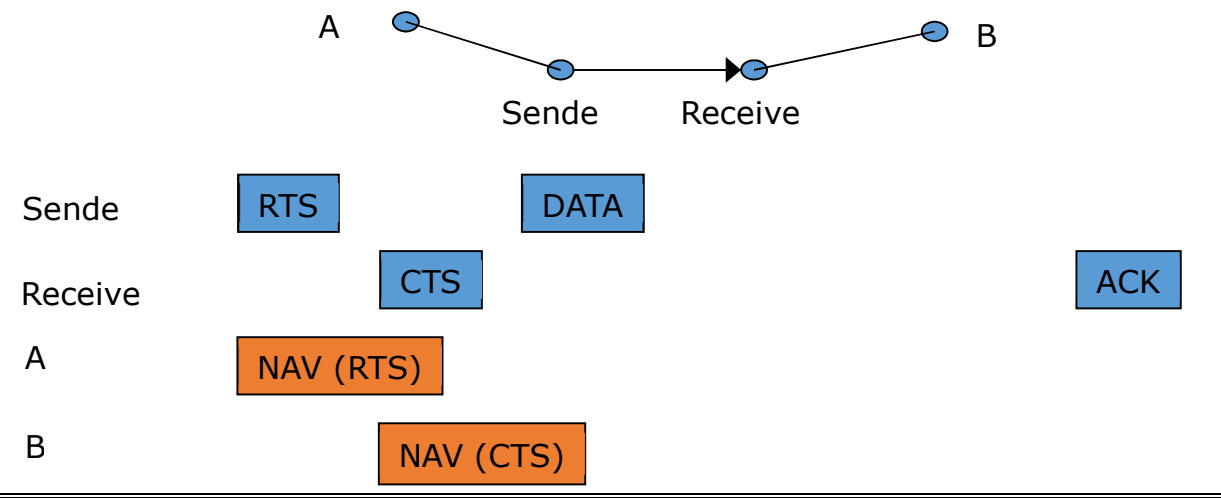 A B
Sende Receive
Sende RTS DATA
Receive CTS ACK
A NAV (RTS)
B NAV (CTS)